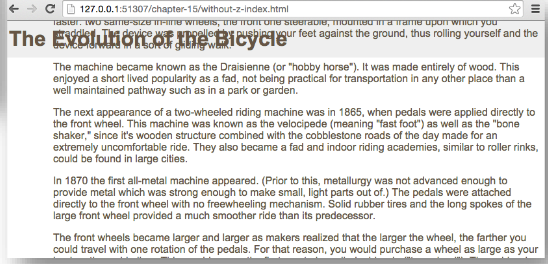 127.0.0.1:51307/chapter-15/without-z-index.html
faster: two same-size in-line wheels, the front one steerable, mounted in a frame upon which you
straddled. The device was propelled by pushing your feet against the ground, thus rolling yourself and the
The Evolution of the Bicycle
device forward in a sort of gliding walk.
The machine became known as the Draisienne (or "hobby horse"). It was made entirely of wood. This
enjoyed a short lived popularity as a fad, not being practical for transportation in any other place than a
well maintained pathway such as in a park or garden.
The next appearance of a two-wheeled riding machine was in 1865, when pedals were applied directly to
the front wheel. This machine was known as the velocipede (meaning "fast foot") as well as the "bone
shaker," since it's wooden structure combined with the cobblestone roads of the day made for an
extremely uncomfortable ride. They also became a fad and indoor riding academies, similar to roller rinks,
could be found in large cities.
In 1870 the first all-metal machine appeared. (Prior to this, metallurgy was not advanced enough to
provide metal which was strong enough to make small, light parts out of.) The pedals were attached
directly to the front wheel with no freewheeling mechanism. Solid rubber tires and the long spokes of the
large front wheel provided a much smoother ride than its predecessor.
The front wheels became larger and larger as makers realized that the larger the wheel, the farther you
could travel with one rotation of the pedals. For that reason, you would purchase a wheel as large as your